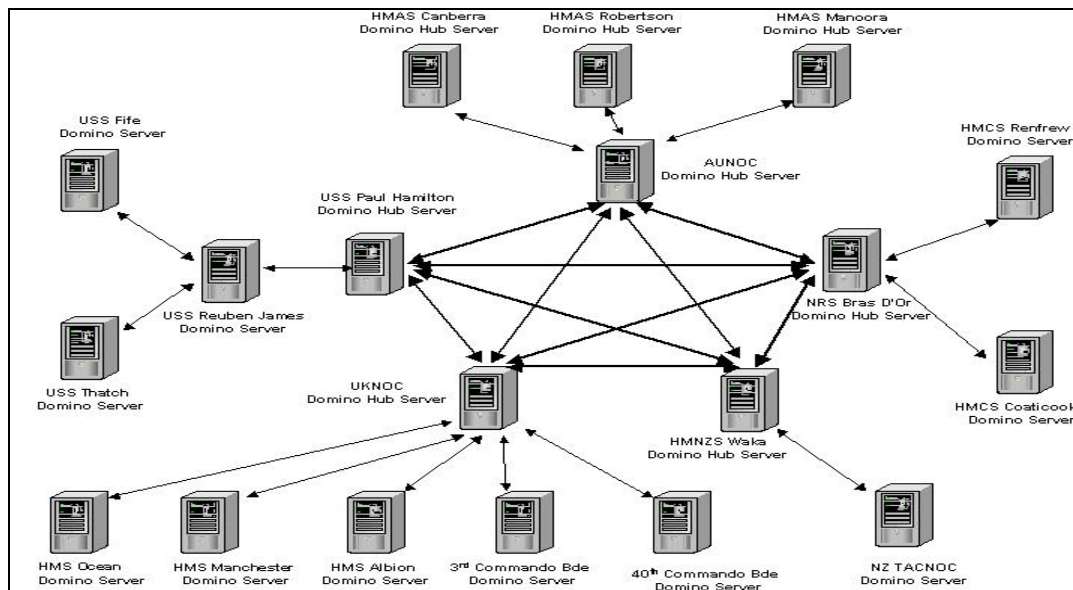 HMAS Canberra
Domino Hub Server
HMAS Robertson
Domino Hub Server
HMAS Manoora
Domino Hub Server
USS Fife
Domino Server
AUNOC
Domino Hub Server
HMCS Renfrew
Domino Server
USS Paul Hamilton
Domino Hub Server
USS Reuben James
Domino Server
NRS Bras D'Or
Domino Hub Server
USS Thatch
Domino Server
UKNOC
Domino Hub Server
HMNZS Waka
Domino Hub Server
HMCS Coaticook
Domino Server
HMS Ocean
Domino Server
HMS Manchester
Domino Server
HMS Albion
Domino Server
3rd Commando Bde
Domino Server
40th Commando Bde
Domino Server
NZ TACNOC
Domino Server